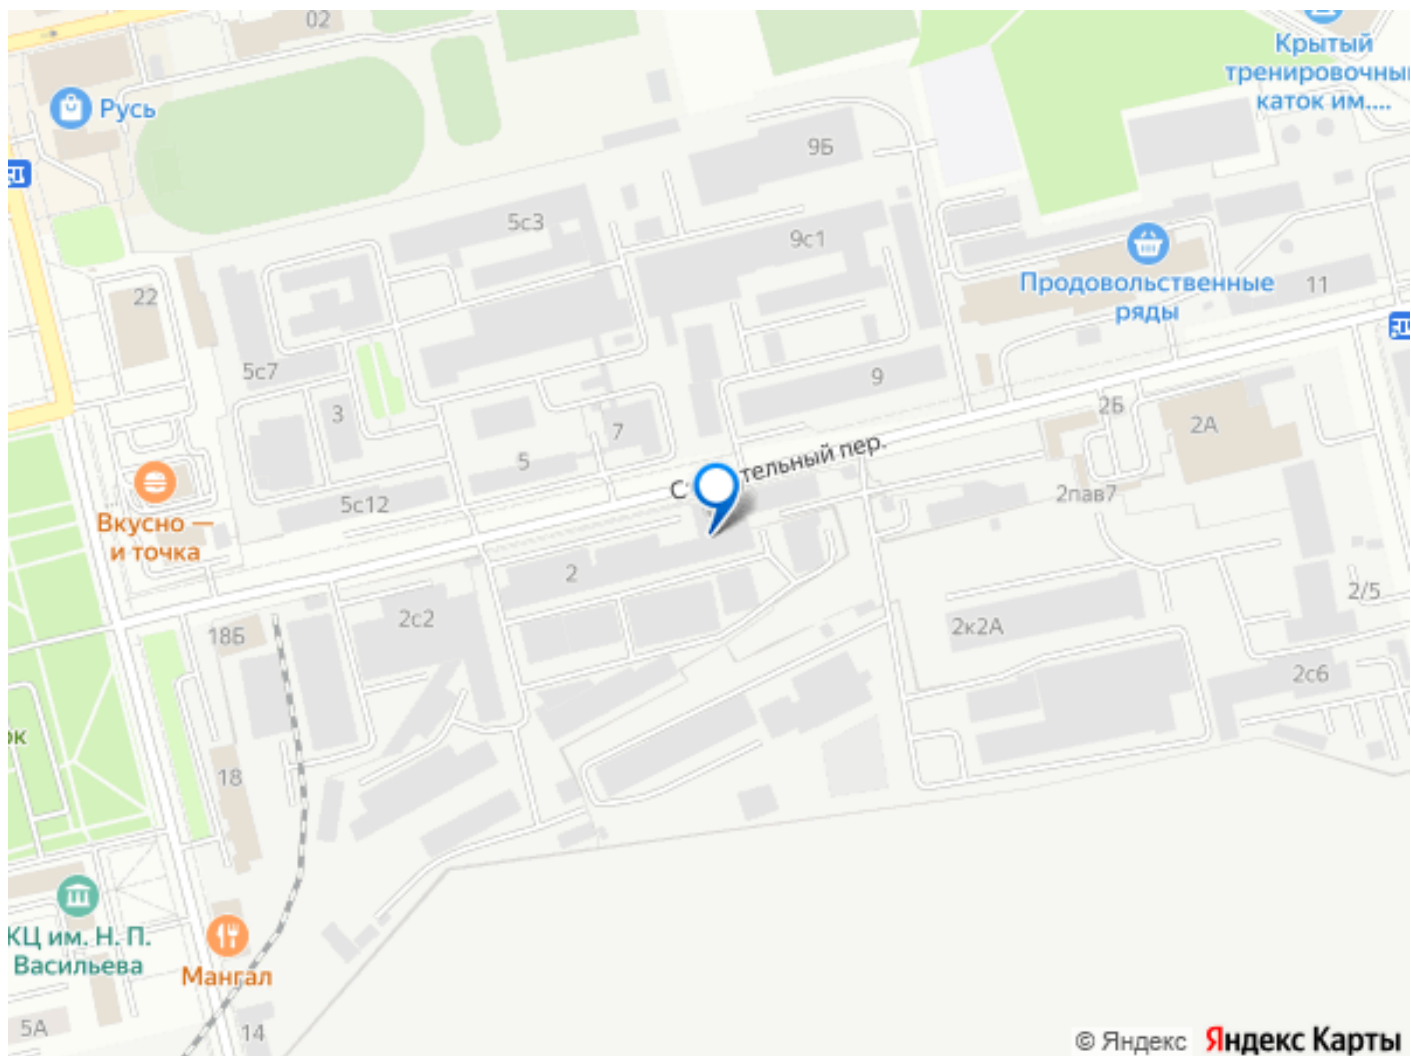 02
Крытый
тренировочны
каток им....
Русь
9Б
5с3
9с1
Продовольственные
ряды
11
22
5с7
9
3
2Б
7
2А
тельный пер.
5
5с12
2пав7
Вкусно —
и точка
2
2/5
2с2
18Б
2к2А
2с6
ок
18
КЦ им. Н. П.
Васильева
Мангал
5А
14
© Яндекс Яндекс Карты